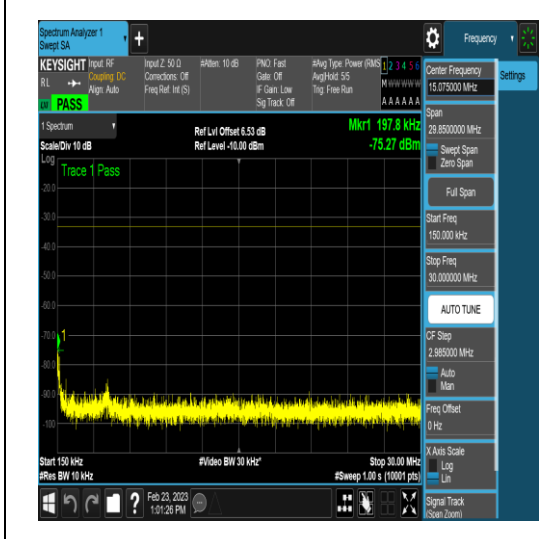 Spectrum Analyzer 1
Swept SA
Frequency
KEYSIGHT
RL
Input: RF
Coupling: DC
Align: Auto
Input Z: 50 Ω
Corrections: Off
Freq Ref: Int (S)
#Atten: 10 dB
PNO: Fast
Gate: Off
IF Gain: Low
Sig Track: Off
#Avg Type: Power (RMS
Avg|Hold: 5/5
Trig: Free Run
1 2 3 4 5 6
M W W W W W
A A A A A A
PASS
1 Spectrum
Scale/Div 10 dB
Ref Lvl Offset 6.53 dB
Ref Level -10.00 dBm
Mkr1 197.8 kHz
-75.27 dBm
Log
Trace 1 Pass
-20.0
-30.0
-40.0
-50.0
-60.0
-70.0
-80.0
-90.0
-100
1
Start 150 kHz
#Res BW 10 kHz
#Video BW 30 kHz*
Stop 30.00 MHz
#Sweep 1.00 s (10001 pts)
Feb 23, 2023
1:01:26 PM
Center Frequency
15.075000 MHz
Settings
Span
29.8500000 MHz
Swept Span
Zero Span
Full Span
Start Freq
150.000 kHz
Stop Freq
30.000000 MHz
AUTO TUNE
CF Step
2.985000 MHz
Auto
Man
Freq Offset
0 Hz
X Axis Scale
Log
Lin
Signal Track
(Span Zoom)